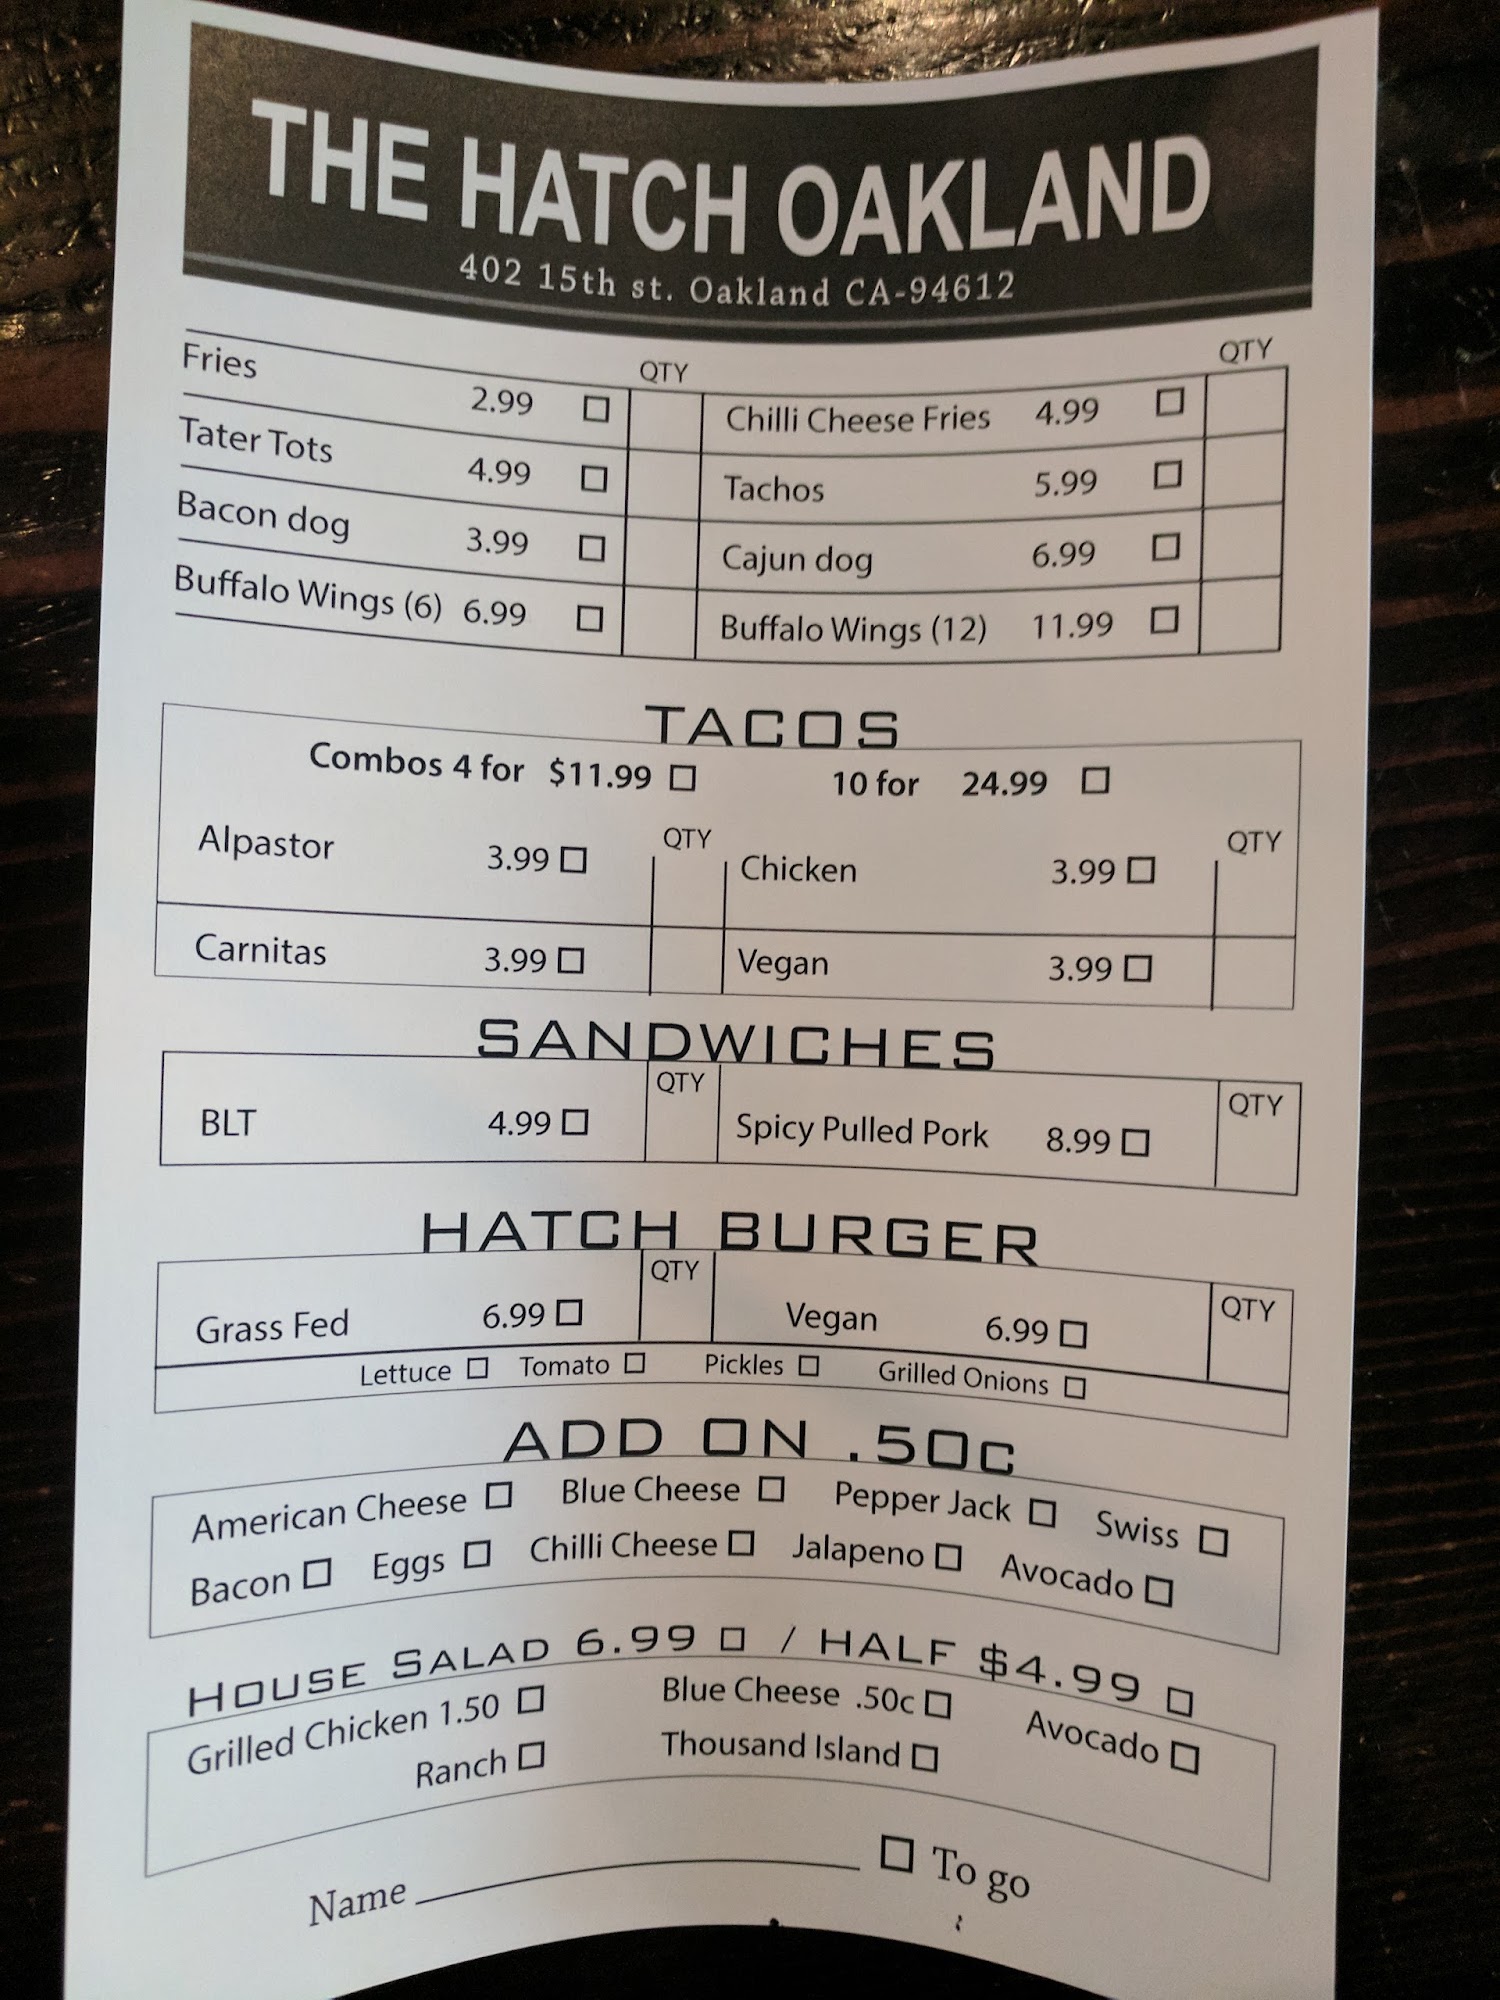 THE HATCH OAKLAND
402 15th st. Oakland CA-94612
QTY QTY
Fries 2.99 Chilli Cheese Fries 4.99
Tater Tots 4.99 Tachos 5.99
Bacon dog 3.99 Cajun dog 6.99
Buffalo Wings (6) 6.99 Buffalo Wings (12) 11.99
TACOS
Combos 4 for $11.99 10 for 24.99
QTY QTY
Alpastor 3.99 Chicken 3.99
Carnitas 3.99 Vegan 3.99
SANDWICHES
QTY QTY
BLT 4.99 Spicy Pulled Pork 8.99
HATCH BURGER
QTY QTY
Grass Fed 6.99 Vegan 6.99
Lettuce Tomato Pickles Grilled Onions
ADD ON .50c
American Cheese Blue Cheese Pepper Jack Swiss
Bacon Eggs Chilli Cheese Jalapeno Avocado
HOUSE SALAD 6.99 / HALF $4.99
Grilled Chicken 1.50 Blue Cheese .50c Avocado
Ranch Thousand Island
Name To go